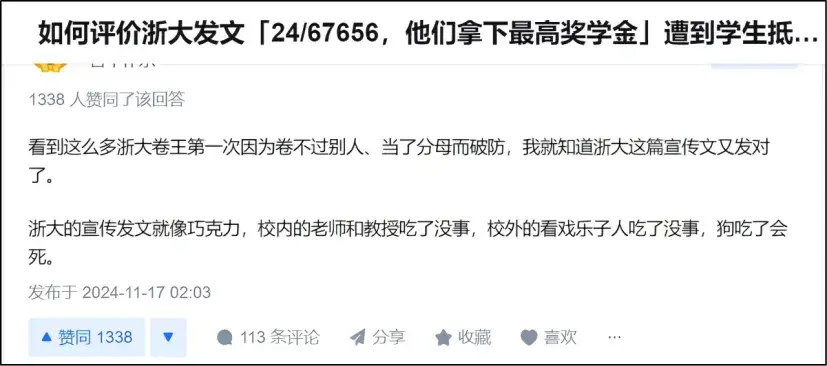 如何评价浙大发文「24/67656，他们拿下最高奖学金」遭到学生抵...
1338 人赞同了该回答
看到这么多浙大卷王第一次因为卷不过别人、当了分母而破防，我就知道浙大这篇宣传文又发对
了。
浙大的宣传发文就像巧克力，校内的老师和教授吃了没事，校外的看戏乐子人吃了没事，狗吃了会
死。
发布于 2024-11-17 02:03
赞同 1338 113 条评论 分享 收藏 喜欢 ...